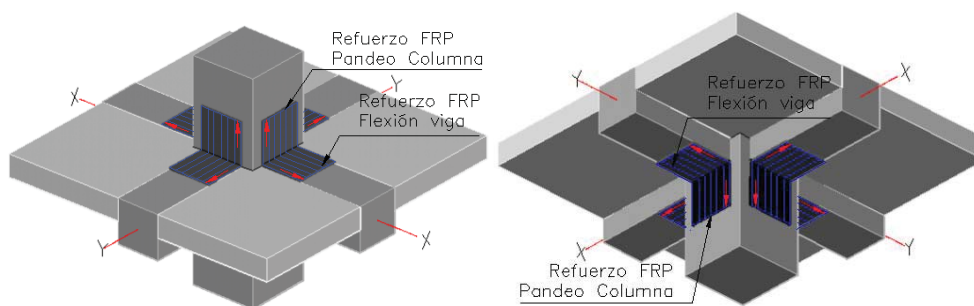 Refuerzo FRP
Pandeo Columna
Refuerzo FRP
Flexión viga
X
Y
Y
X
Refuerzo FRP
Flexión viga
Y
X
X
Y
Refuerzo FRP
Pandeo Columna